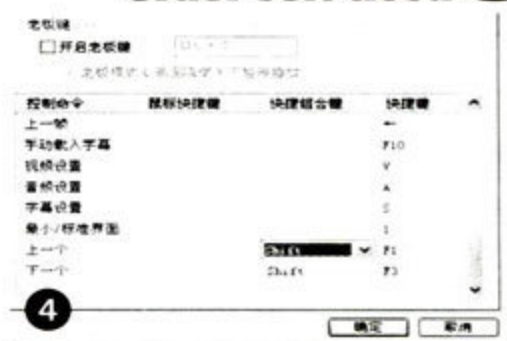 老板键
开启老板键
控制命令 鼠标快捷键 快捷组合键 快捷键
上一帧 ←
手动载入字幕 F10
视频设置 V
音频设置 A
字幕设置 S
最小/标准界面 1
上一个 Shift F1
下一个 Shift F3
4
确定 取消